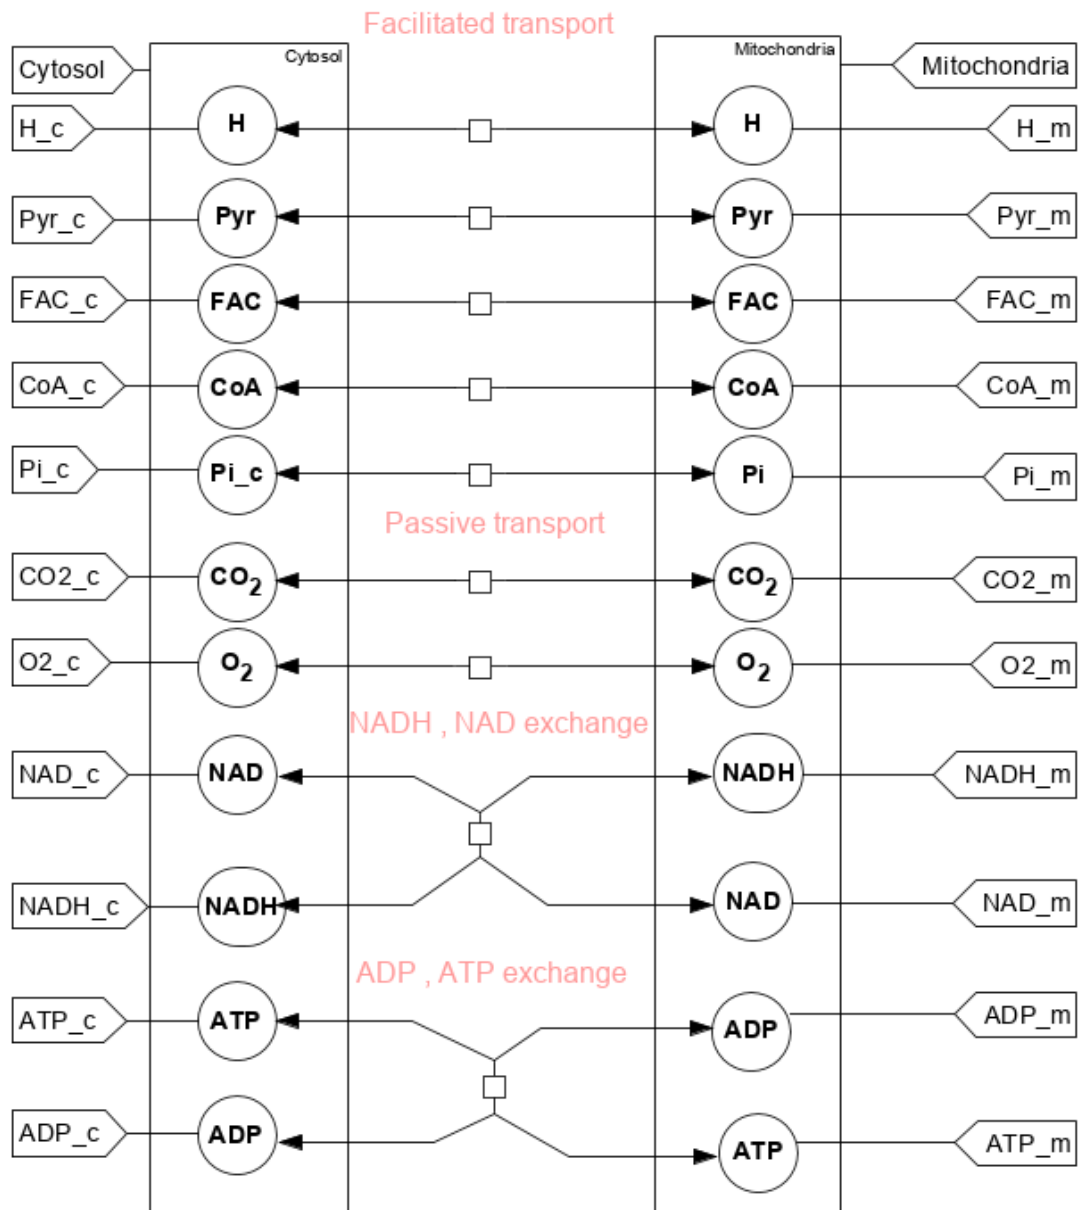 Facilitated transport
Cytosol Cytosol Mitochondria Mitochondria
H_c H H H_m
Pyr_c Pyr Pyr Pyr_m
FAC_c FAC FAC FAC_m
CoA_c CoA CoA CoA_m
Pi_c Pi_c Pi Pi_m
Passive transport
CO2_c CO₂ CO₂ CO2_m
O2_c O₂ O₂ O2_m
NADH , NAD exchange
NAD_c NAD NADH NADH_m
NADH_c NADH NAD NAD_m
ADP , ATP exchange
ATP_c ATP ADP ADP_m
ADP_c ADP ATP ATP_m